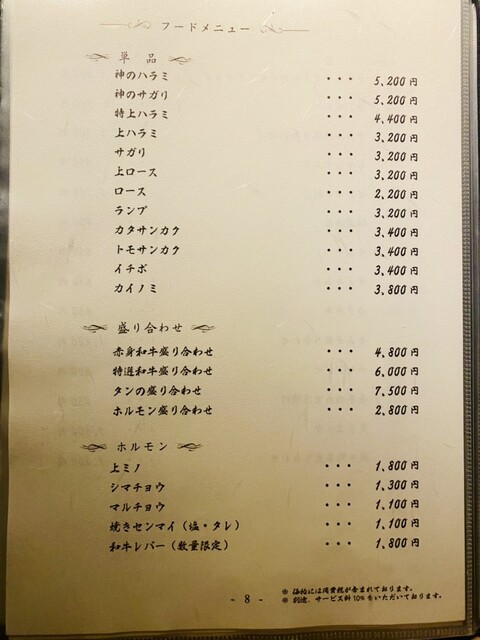 フードメニュー
単品
神のハラミ ・・・ 5,200円
神のサガリ ・・・ 5,200円
特上ハラミ ・・・ 4,400円
上ハラミ ・・・ 3,200円
サガリ ・・・ 3,200円
上ロース ・・・ 3,200円
ロース ・・・ 2,200円
ランプ ・・・ 3,200円
カタサンカク ・・・ 3,400円
トモサンカク ・・・ 3,400円
イチボ ・・・ 3,400円
カイノミ ・・・ 3,800円
盛り合わせ
赤身和牛盛り合わせ ・・・ 4,800円
特選和牛盛り合わせ ・・・ 6,000円
タンの盛り合わせ ・・・ 7,500円
ホルモン盛り合わせ ・・・ 2,800円
ホルモン
上ミノ ・・・ 1,800円
シマチョウ ・・・ 1,300円
マルチョウ ・・・ 1,100円
焼きセンマイ（塩・タレ） ・・・ 1,100円
和牛レバー（数量限定） ・・・ 1,800円
※ 価格には消費税が含まれております。
※ 別途、サービス料10%をいただいております。
- 8 -